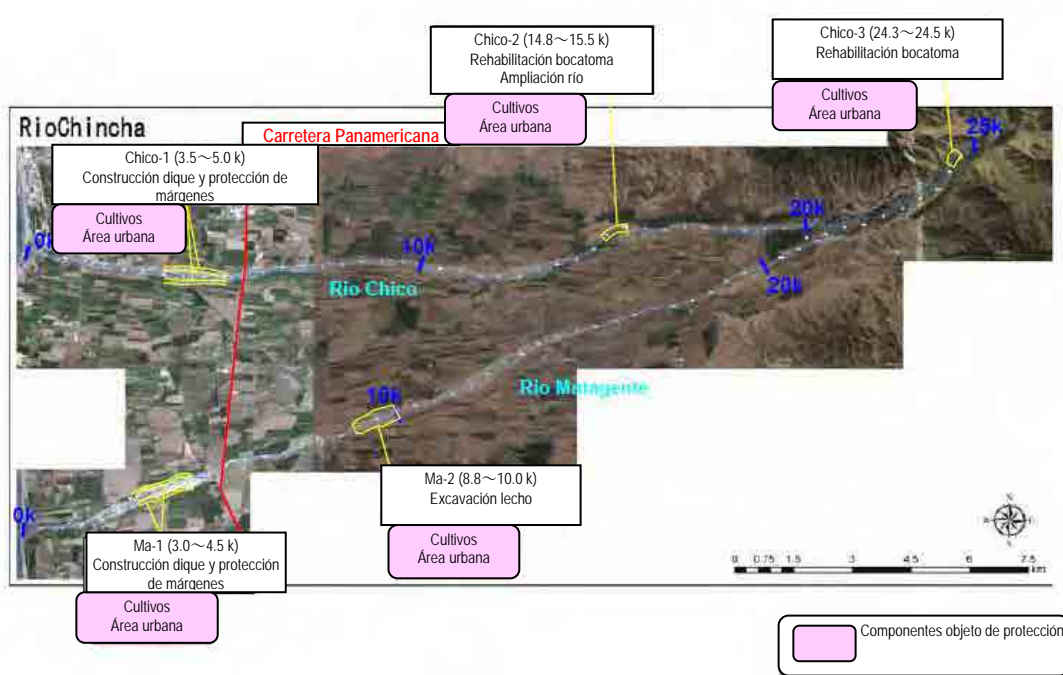 Chico-2 (14.8～15.5 k)
Rehabilitación bocatoma
Ampliación río
Cultivos
Área urbana
Chico-3 (24.3～24.5 k)
Rehabilitación bocatoma
Cultivos
Área urbana
RioChincha
Carretera Panamericana
Chico-1 (3.5～5.0 k)
Construcción dique y protección de
márgenes
Cultivos
Área urbana
25k
20k
0k
10k
Rio Chico
20k
Rio Matagente
10k
Ma-2 (8.8～10.0 k)
Excavación lecho
Cultivos
Área urbana
0k
Ma-1 (3.0～4.5 k)
Construcción dique y protección
de márgenes
Cultivos
Área urbana
N
S
0 0.75 1.5 3 4.5 6 7.5
km
Componentes objeto de protección